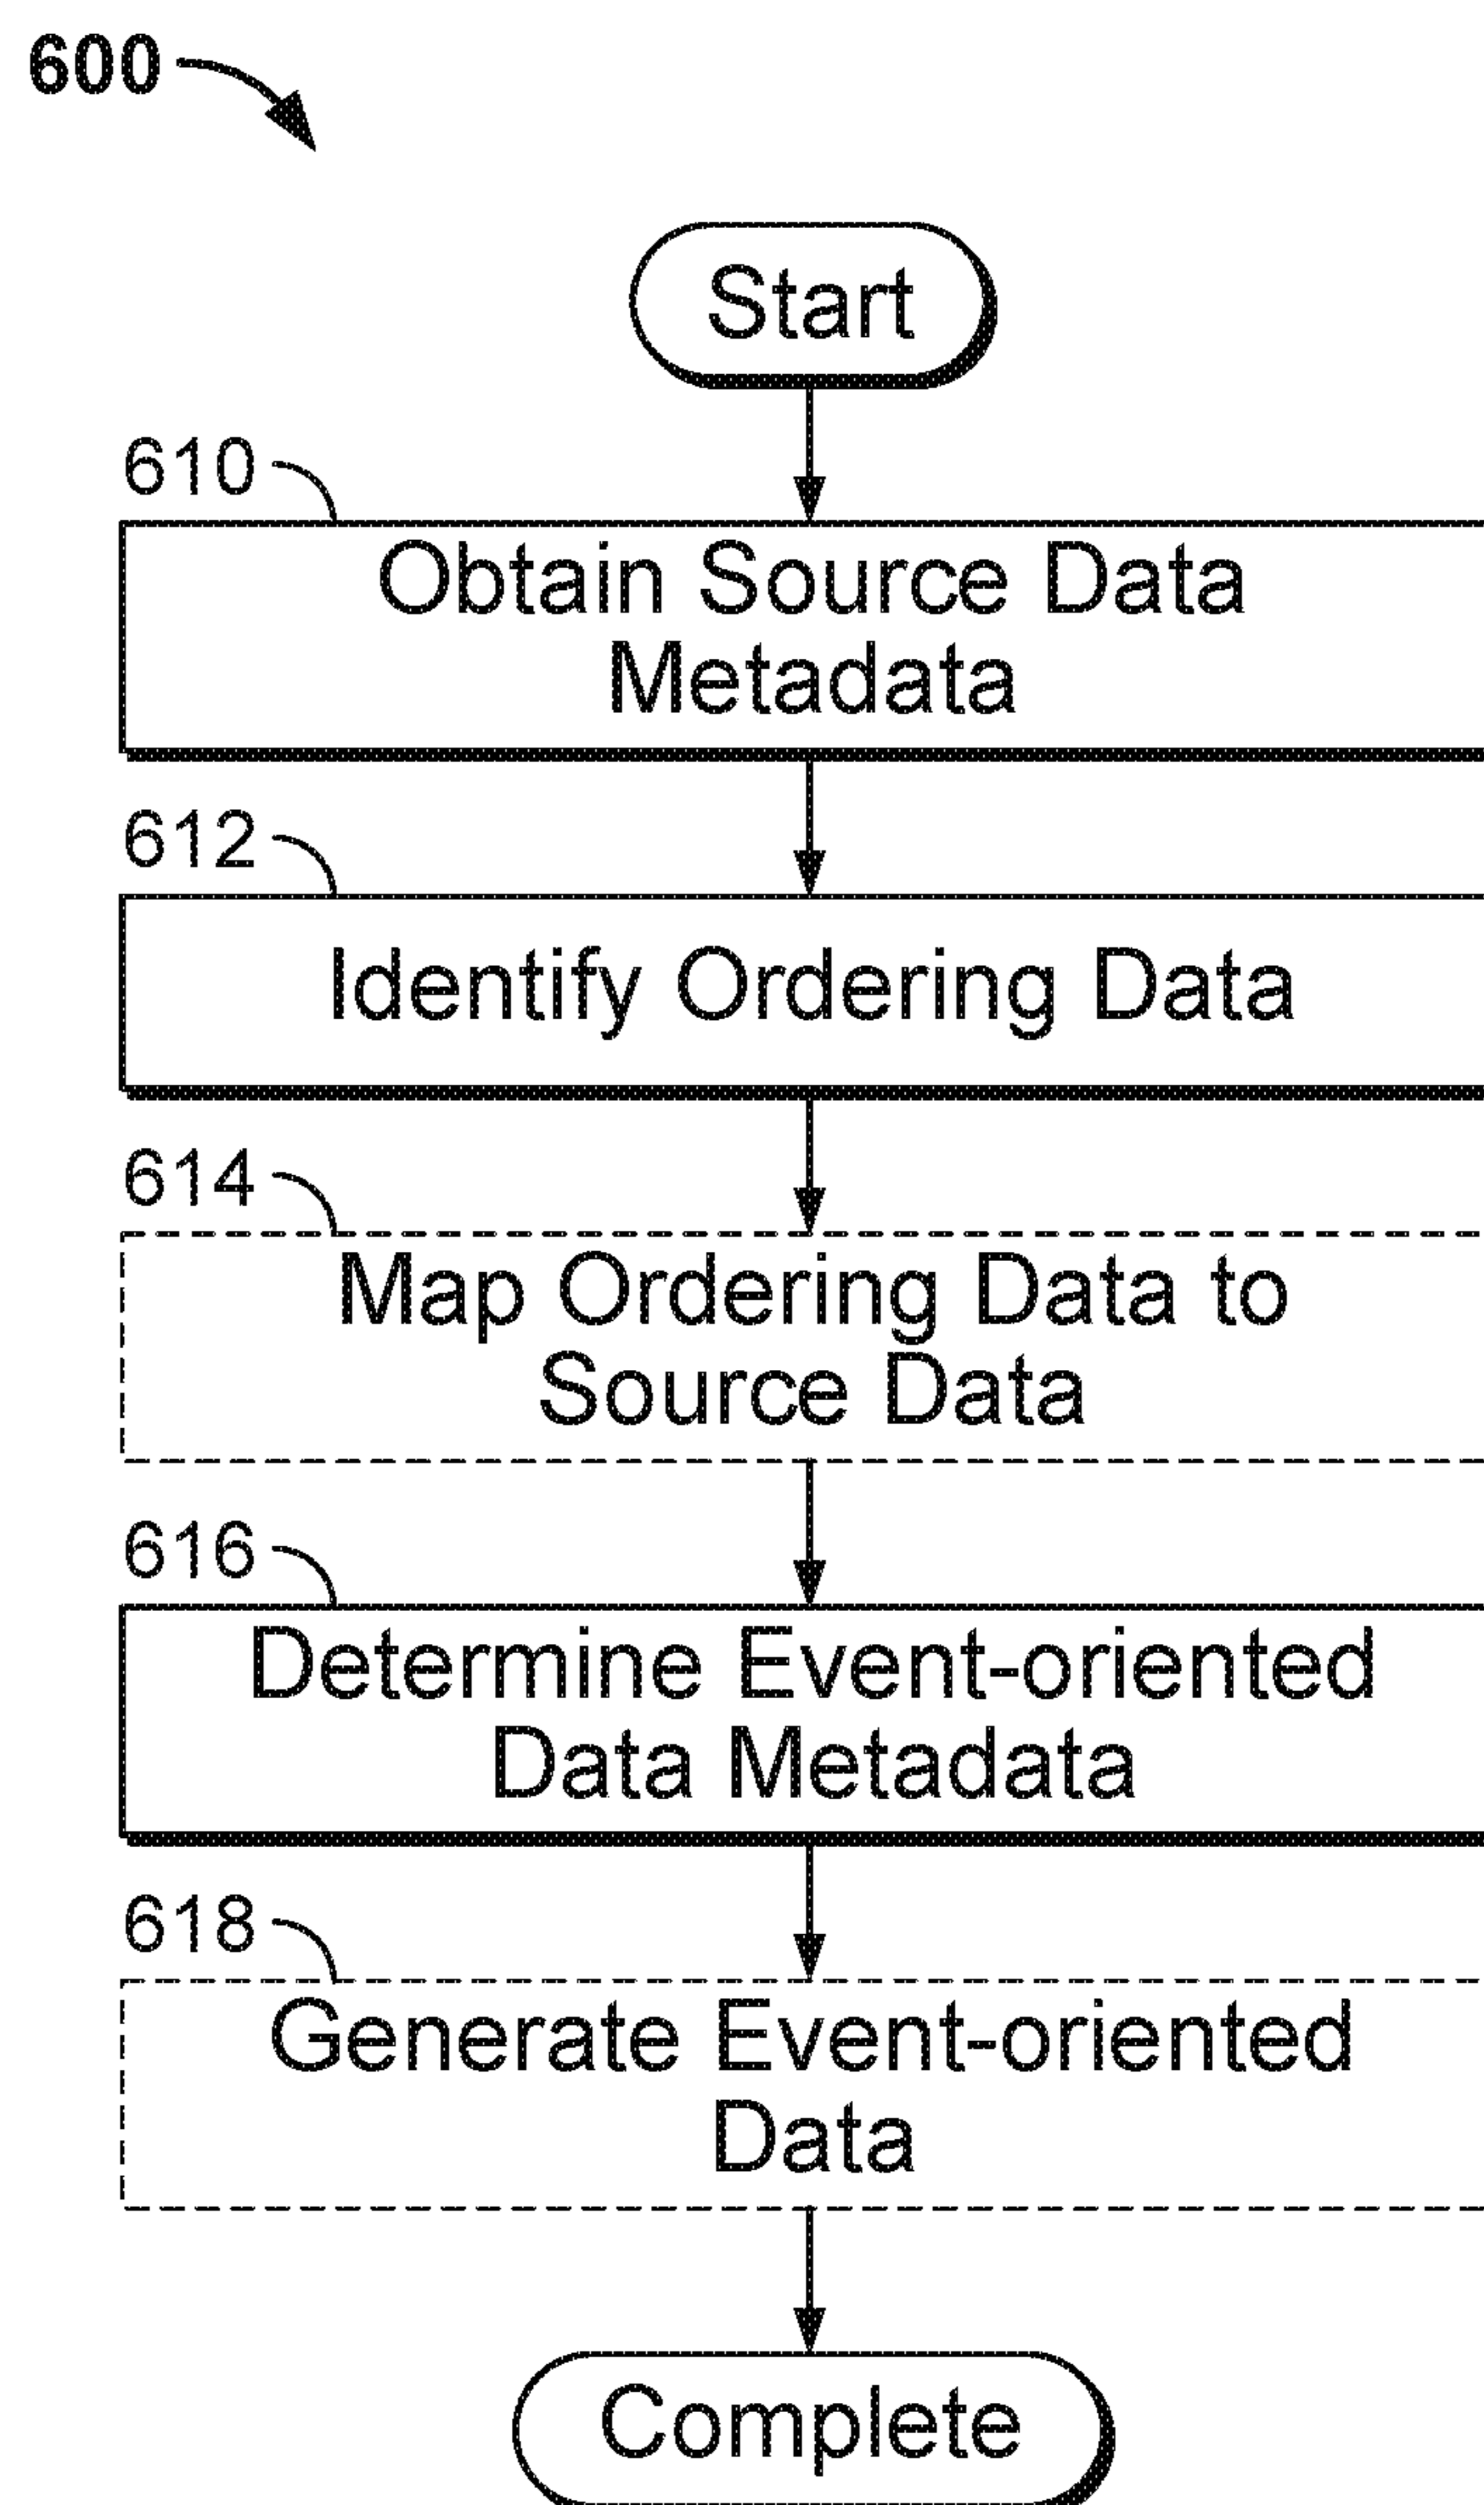 600
Start
610
Obtain Source Data
Metadata
612
Identify Ordering Data
614
Map Ordering Data to
Source Data
616
Determine Event-oriented
Data Metadata
618
Generate Event-oriented
Data
Complete